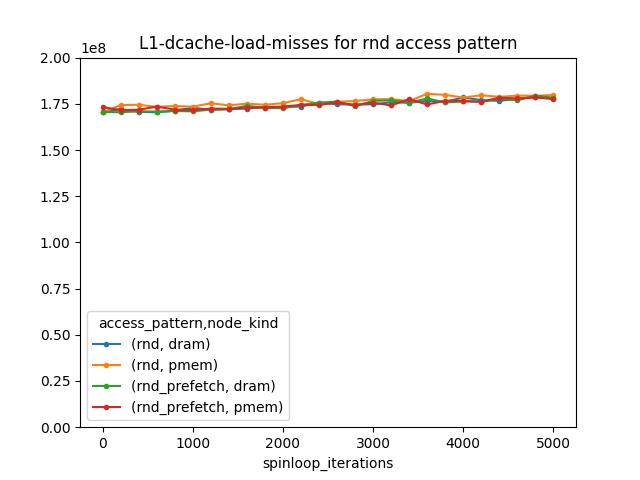 L1-dcache-load-misses for rnd access pattern
1e8
2.00
1.75
1.50
1.25
1.00
0.75
0.50
0.25
0.00
access_pattern,node_kind
(rnd, dram)
(rnd, pmem)
(rnd_prefetch, dram)
(rnd_prefetch, pmem)
0 1000 2000 3000 4000 5000
spinloop_iterations